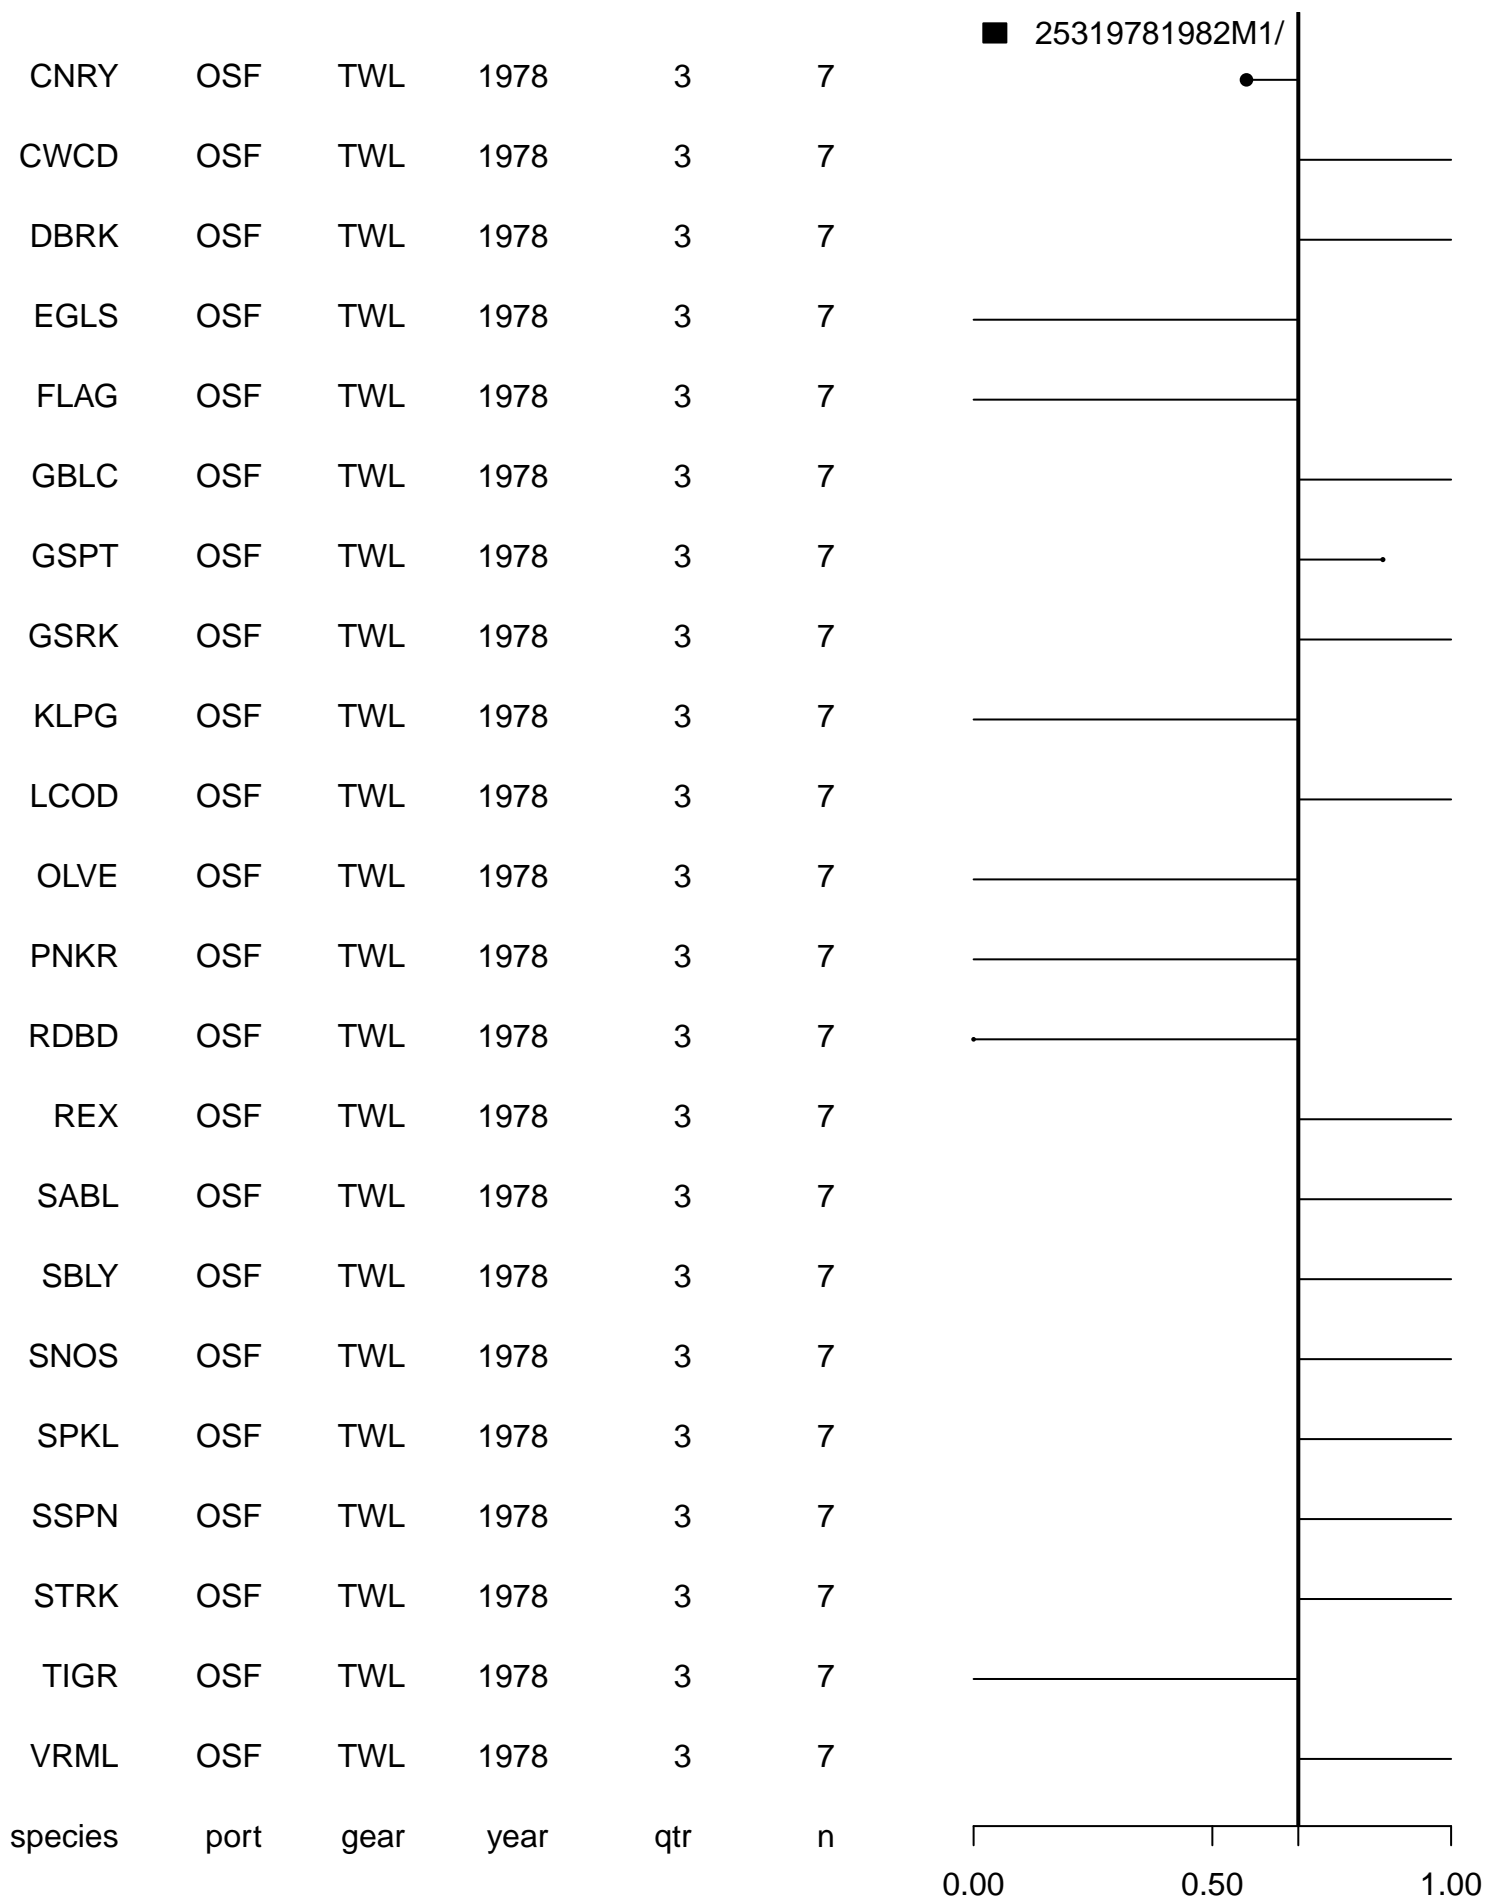 25319781982M1/
CNRY OSF TWL 1978 3 7
CWCD OSF TWL 1978 3 7
DBRK OSF TWL 1978 3 7
EGLS OSF TWL 1978 3 7
FLAG OSF TWL 1978 3 7
GBLC OSF TWL 1978 3 7
GSPT OSF TWL 1978 3 7
GSRK OSF TWL 1978 3 7
KLPG OSF TWL 1978 3 7
LCOD OSF TWL 1978 3 7
OLVE OSF TWL 1978 3 7
PNKR OSF TWL 1978 3 7
RDBD OSF TWL 1978 3 7
REX OSF TWL 1978 3 7
SABL OSF TWL 1978 3 7
SBLY OSF TWL 1978 3 7
SNOS OSF TWL 1978 3 7
SPKL OSF TWL 1978 3 7
SSPN OSF TWL 1978 3 7
STRK OSF TWL 1978 3 7
TIGR OSF TWL 1978 3 7
VRML OSF TWL 1978 3 7
species port gear year qtr n
0.00 0.50 1.00